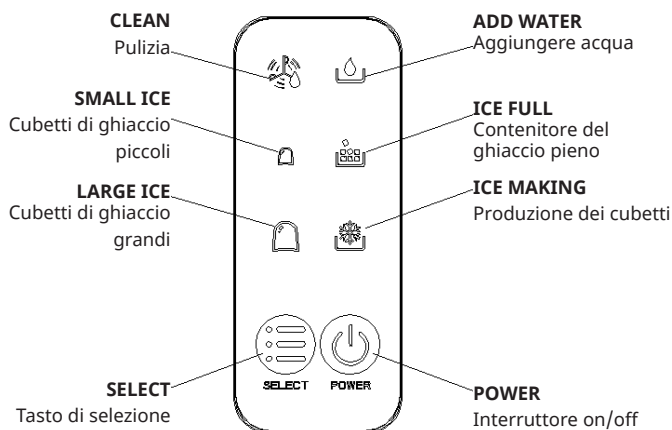 CLEAN
Pulizia
SMALL ICE
Cubetti di ghiaccio
piccoli
LARGE ICE
Cubetti di ghiaccio
grandi
SELECT
Tasto di selezione
ADD WATER
Aggiungere acqua
ICE FULL
Contenitore del
ghiaccio pieno
ICE MAKING
Produzione dei cubetti
POWER
Interruttore on/off
SELECT
POWER